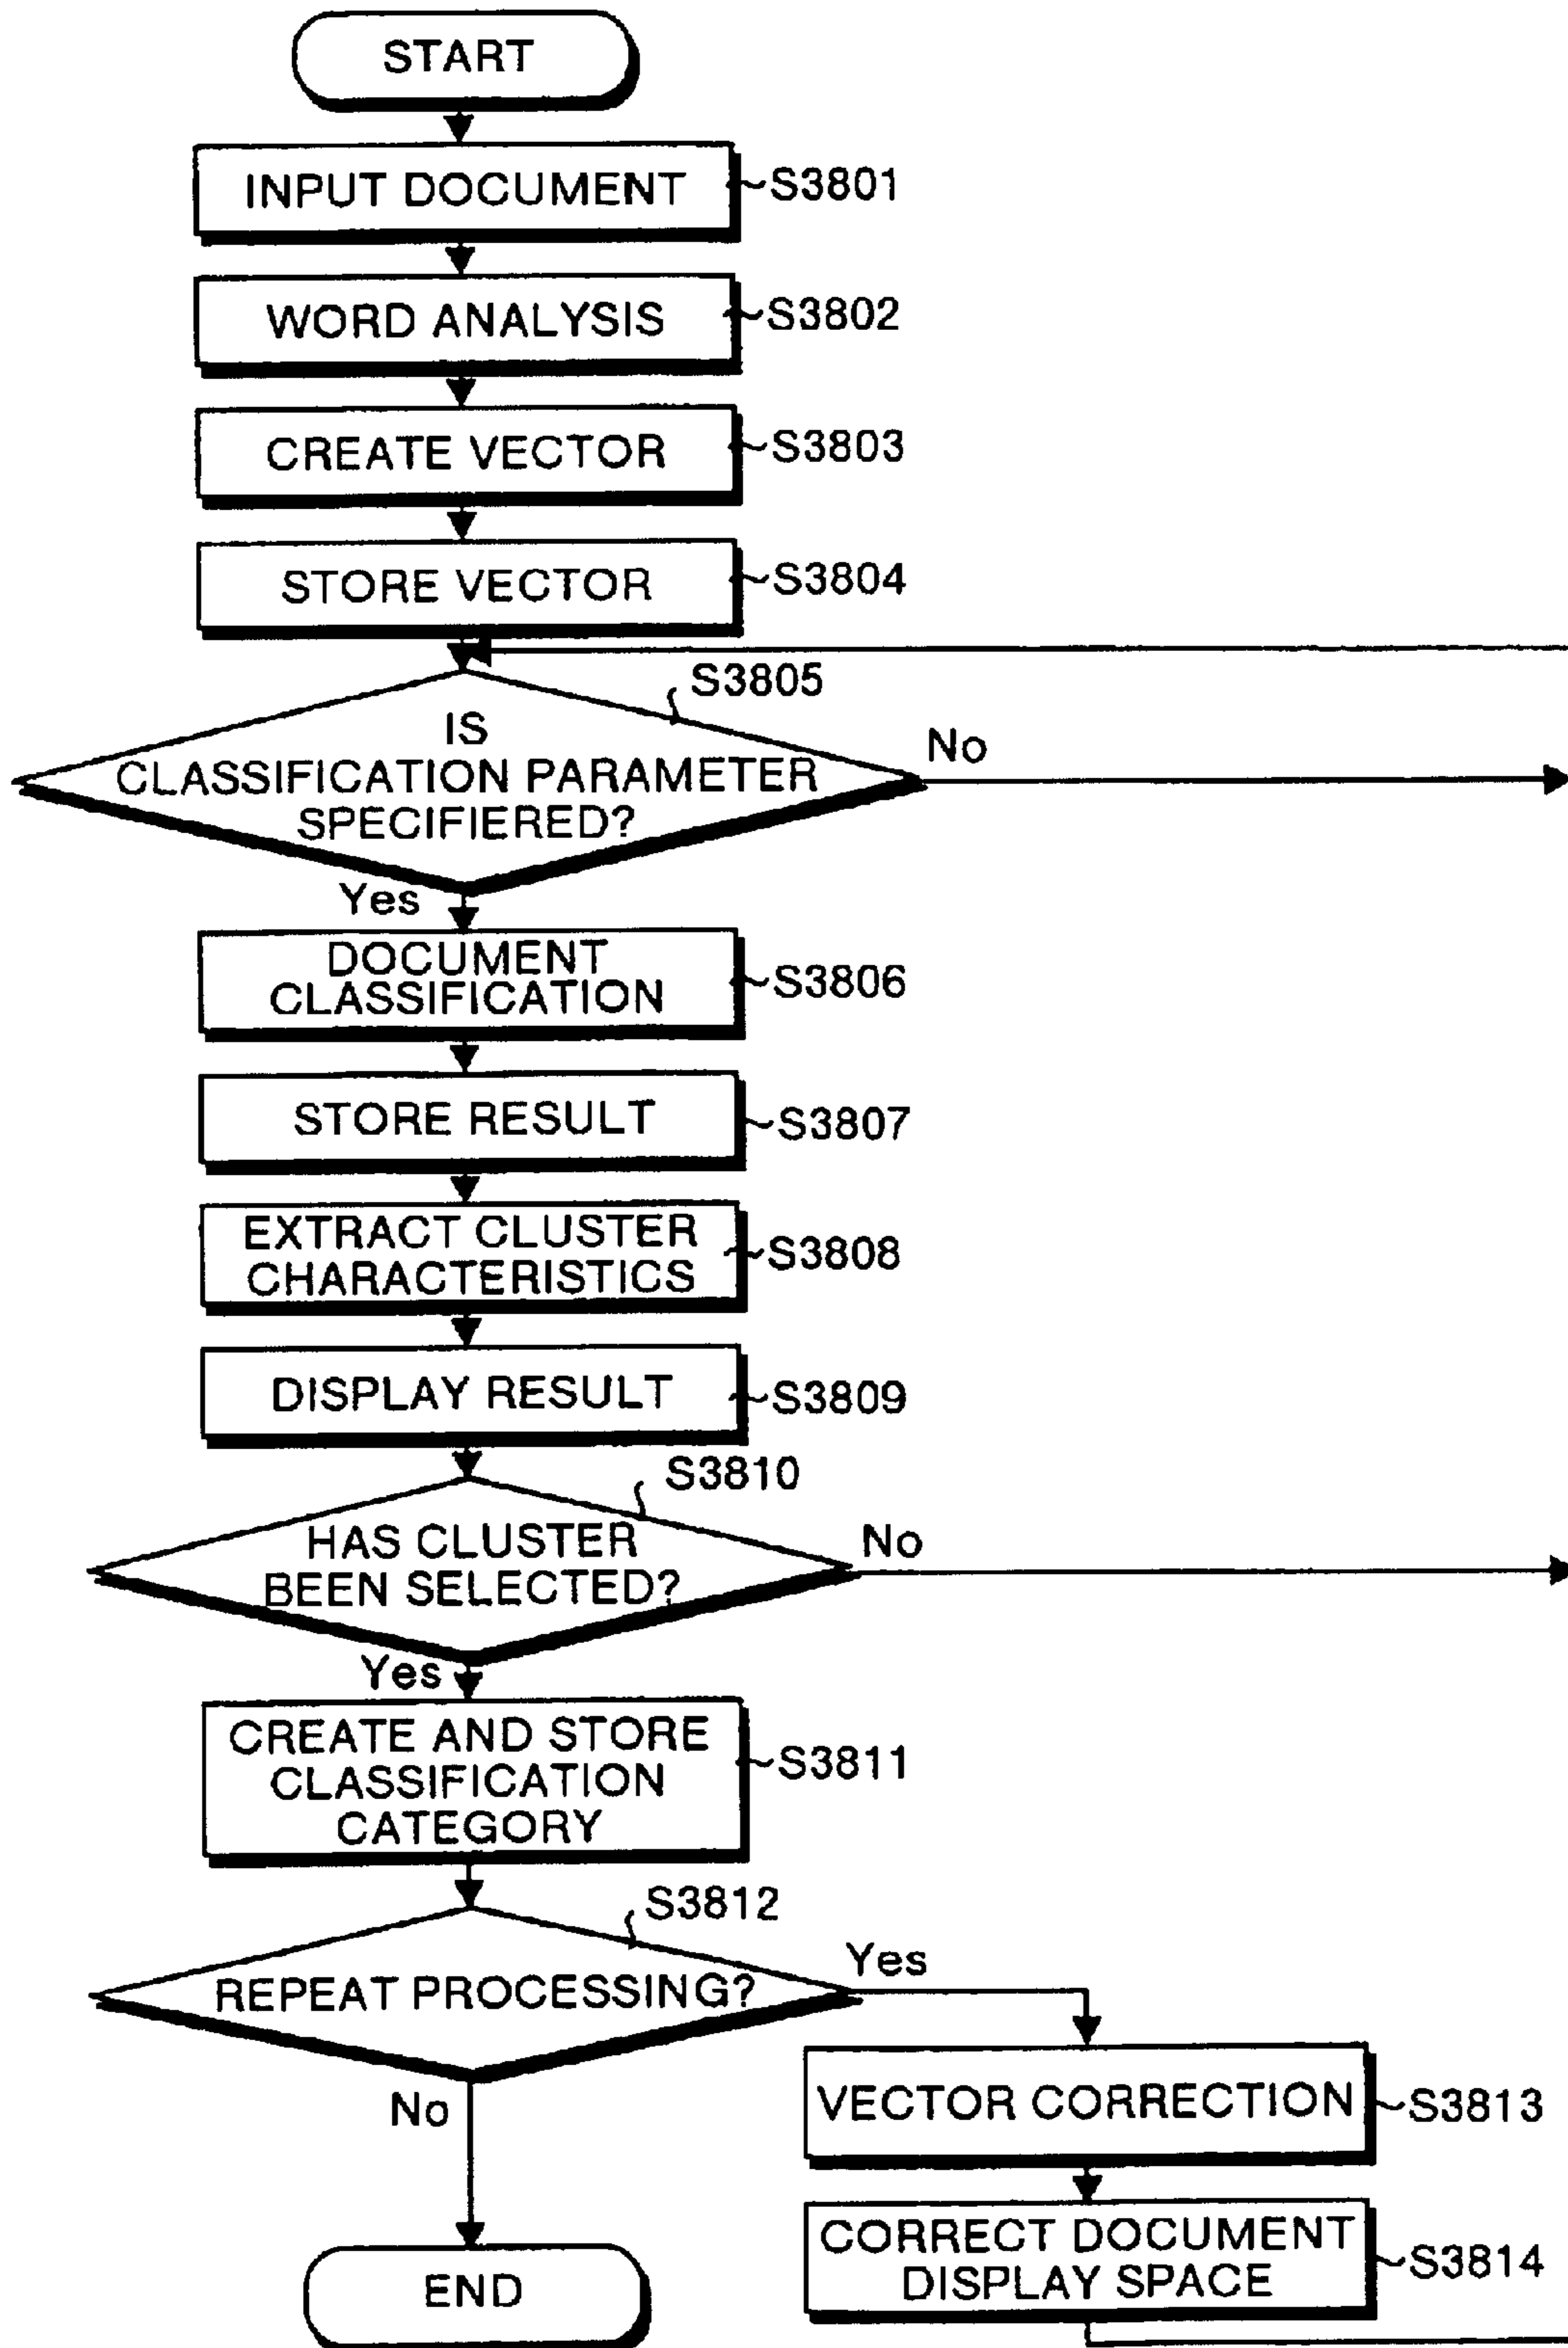 START
INPUT DOCUMENT
S3801
WORD ANALYSIS
S3802
CREATE VECTOR
S3803
STORE VECTOR
S3804
S3805
IS
CLASSIFICATION PARAMETER
SPECIFIERED?
No
Yes
DOCUMENT
CLASSIFICATION
S3806
STORE RESULT
S3807
EXTRACT CLUSTER
CHARACTERISTICS
S3808
DISPLAY RESULT
S3809
S3810
HAS CLUSTER
BEEN SELECTED?
No
Yes
CREATE AND STORE
CLASSIFICATION
CATEGORY
S3811
S3812
REPEAT PROCESSING?
Yes
No
VECTOR CORRECTION
S3813
CORRECT DOCUMENT
DISPLAY SPACE
S3814
END